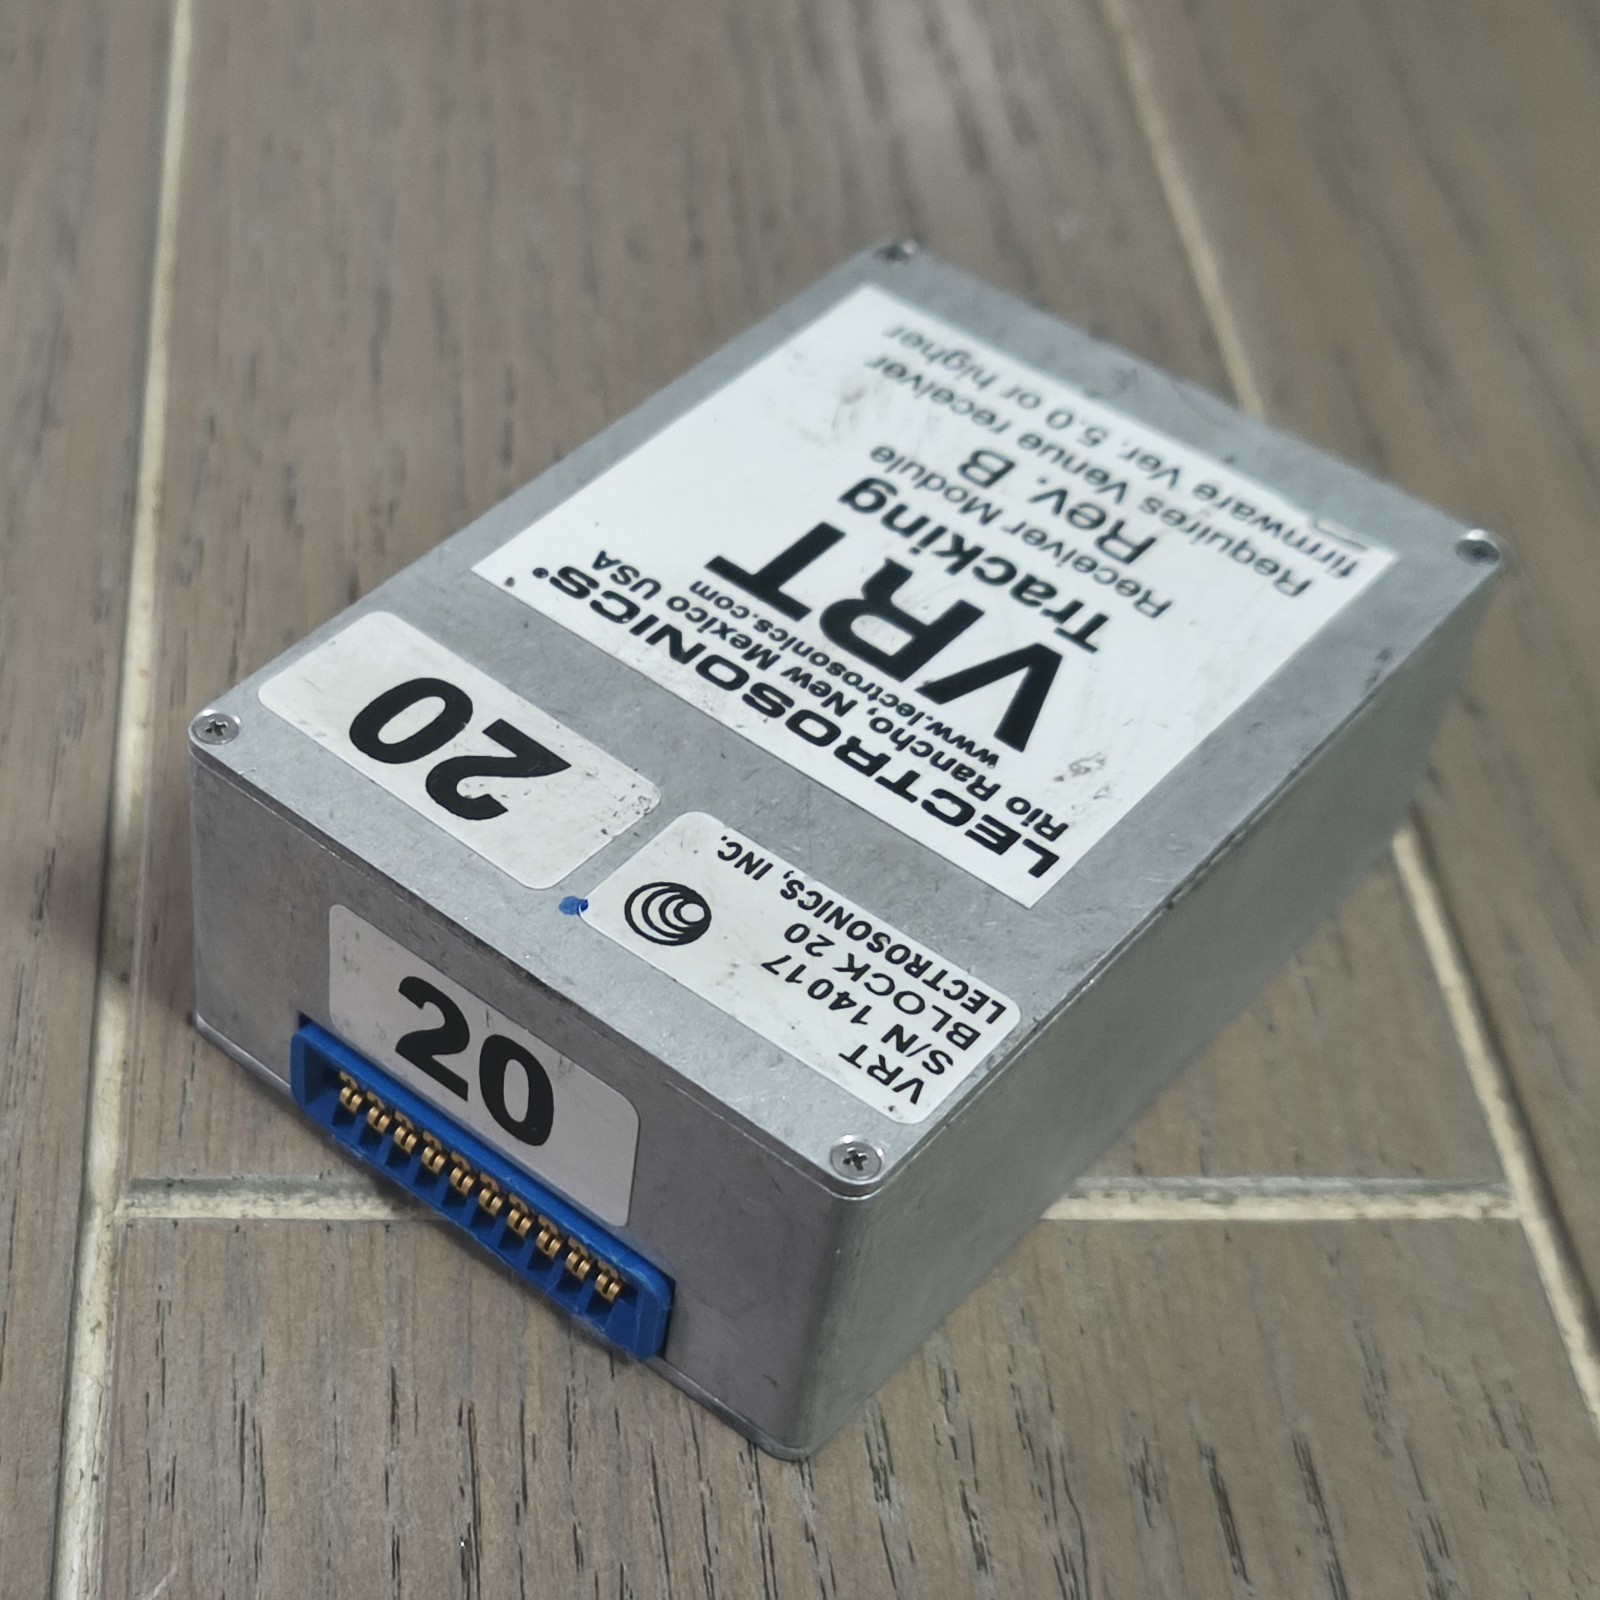 LECTROSONICS®
Rio Rancho, New Mexico USA
www.lectrosonics.com
VRT
Tracking
Receiver Module
Rev. B
Requires Venue receiver
firmware Ver. 5.0 or higher
20
VRT
S/N 14017
BLOCK 20
LECTROSONICS, INC.
20